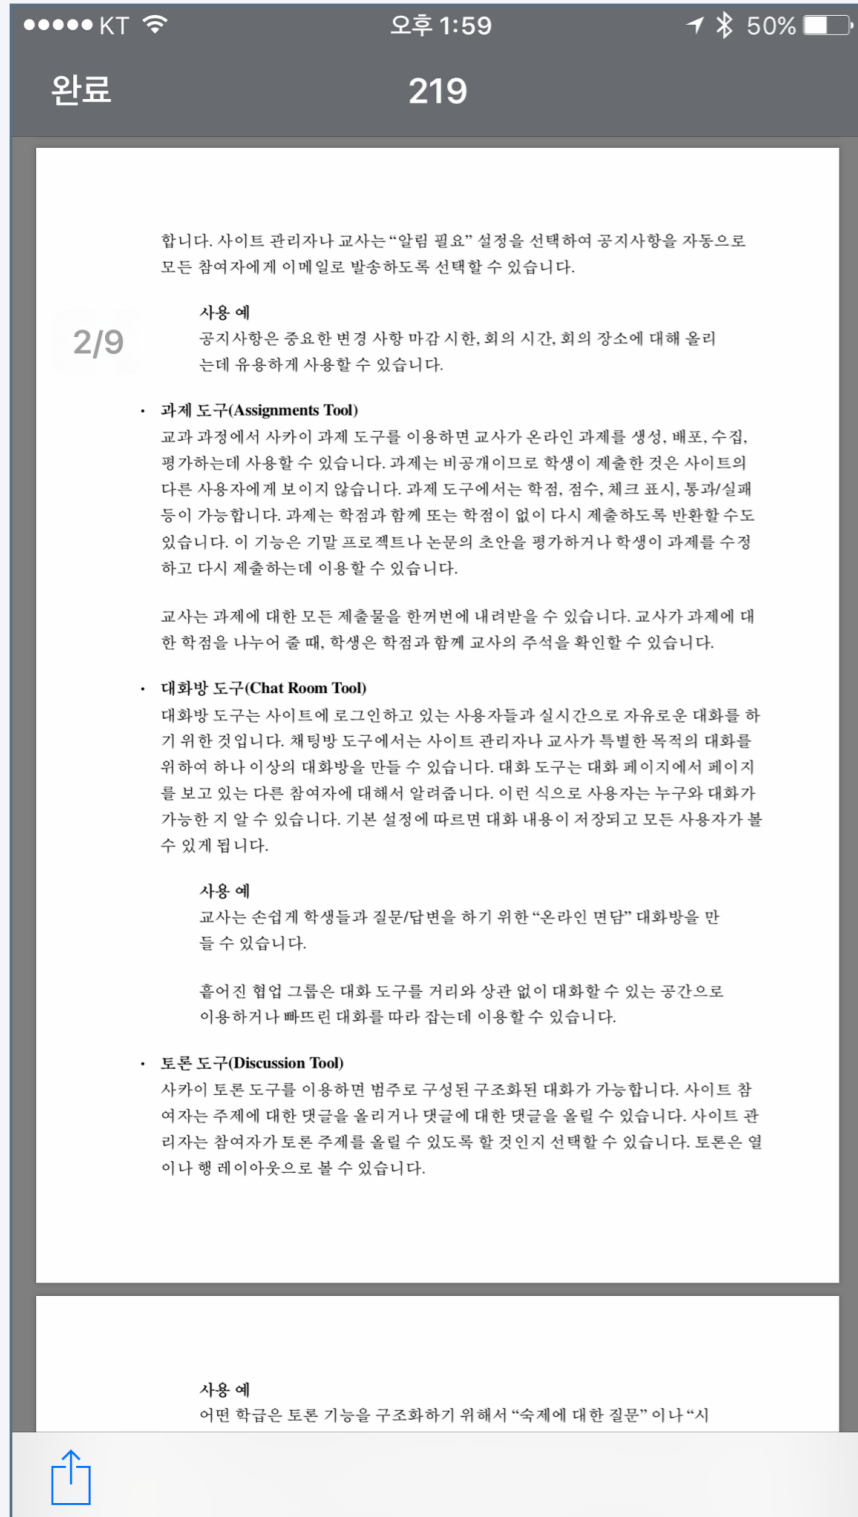 KT 오후 1:59 50%
완료 219
합니다. 사이트 관리자나 교사는 “알림 필요” 설정을 선택하여 공지사항을 자동으로
모든 참여자에게 이메일로 발송하도록 선택할 수 있습니다.
사용 예
2/9
공지사항은 중요한 변경 사항 마감 시한, 회의 시간, 회의 장소에 대해 올리
는데 유용하게 사용할 수 있습니다.
• 과제 도구(Assignments Tool)
교과 과정에서 사카이 과제 도구를 이용하면 교사가 온라인 과제를 생성, 배포, 수집,
평가하는데 사용할 수 있습니다. 과제는 비공개이므로 학생이 제출한 것은 사이트의
다른 사용자에게 보이지 않습니다. 과제 도구에서는 학점, 점수, 체크 표시, 통과/실패
등이 가능합니다. 과제는 학점과 함께 또는 학점이 없이 다시 제출하도록 반환할 수도
있습니다. 이 기능은 기말 프로젝트나 논문의 초안을 평가하거나 학생이 과제를 수정
하고 다시 제출하는데 이용할 수 있습니다.
교사는 과제에 대한 모든 제출물을 한꺼번에 내려받을 수 있습니다. 교사가 과제에 대
한 학점을 나누어 줄 때, 학생은 학점과 함께 교사의 주석을 확인할 수 있습니다.
• 대화방 도구(Chat Room Tool)
대화방 도구는 사이트에 로그인하고 있는 사용자들과 실시간으로 자유로운 대화를 하
기 위한 것입니다. 채팅방 도구에서는 사이트 관리자나 교사가 특별한 목적의 대화를
위하여 하나 이상의 대화방을 만들 수 있습니다. 대화 도구는 대화 페이지에서 페이지
를 보고 있는 다른 참여자에 대해서 알려줍니다. 이런 식으로 사용자는 누구와 대화가
가능한 지 알 수 있습니다. 기본 설정에 따르면 대화 내용이 저장되고 모든 사용자가 볼
수 있게 됩니다.
사용 예
교사는 손쉽게 학생들과 질문/답변을 하기 위한 “온라인 면담” 대화방을 만
들 수 있습니다.
흩어진 협업 그룹은 대화 도구를 거리와 상관 없이 대화할 수 있는 공간으로
이용하거나 빠뜨린 대화를 따라 잡는데 이용할 수 있습니다.
• 토론 도구(Discussion Tool)
사카이 토론 도구를 이용하면 범주로 구성된 구조화된 대화가 가능합니다. 사이트 참
여자는 주제에 대한 댓글을 올리거나 댓글에 대한 댓글을 올릴 수 있습니다. 사이트 관
리자는 참여자가 토론 주제를 올릴 수 있도록 할 것인지 선택할 수 있습니다. 토론은 열
이나 행 레이아웃으로 볼 수 있습니다.
사용 예
어떤 학급은 토론 기능을 구조화하기 위해서 “숙제에 대한 질문” 이나 “시